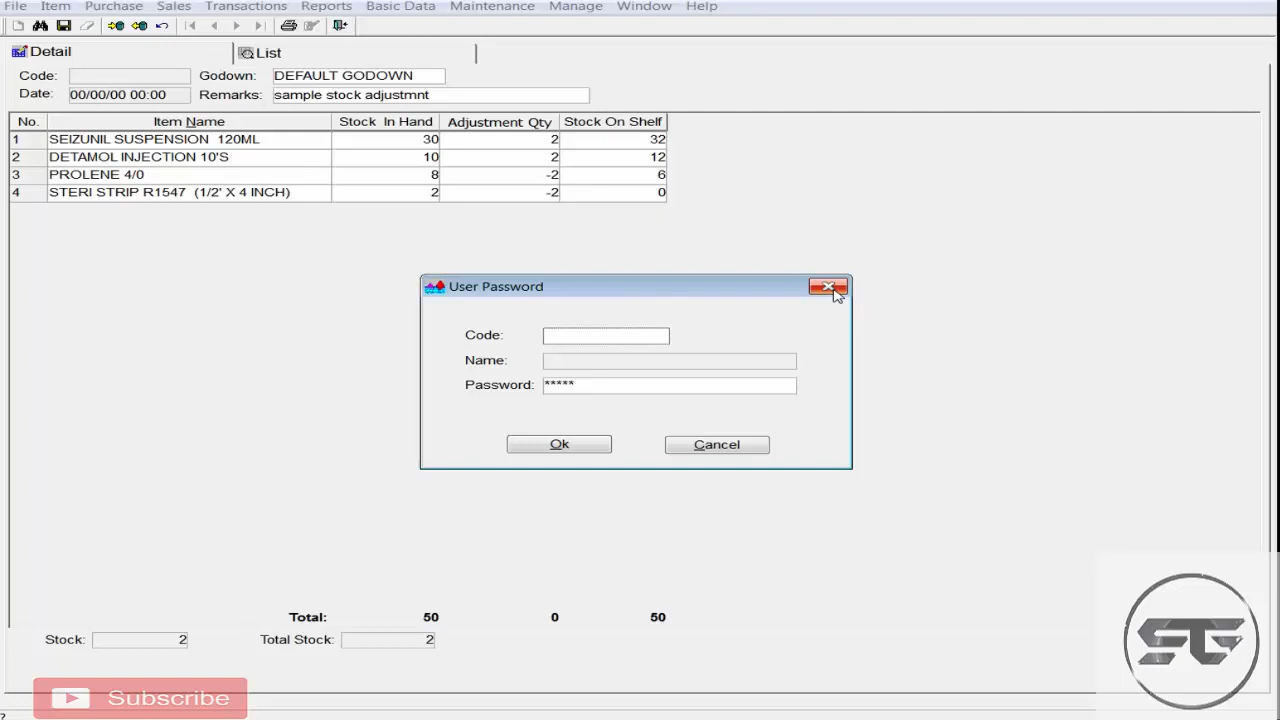 File Item Purchase Sales Transactions Reports Basic Data Maintenance Manage Window Help
Detail List
Code: Godown: DEFAULT GODOWN
Date: 00/00/00 00:00 Remarks: sample stock adjustmnt
No. Item Name Stock In Hand Adjustment Qty Stock On Shelf
1 SEIZUNIL SUSPENSION 120ML 30 2 32
2 DETAMOL INJECTION 10'S 10 2 12
3 PROLENE 4/0 8 -2 6
4 STERI STRIP R1547 (1/2' X 4 INCH) 2 -2 0
User Password
Code:
Name:
Password: *****
Ok Cancel
Total: 50 0 50
Stock: 2 Total Stock: 2
Subscribe
STG
?